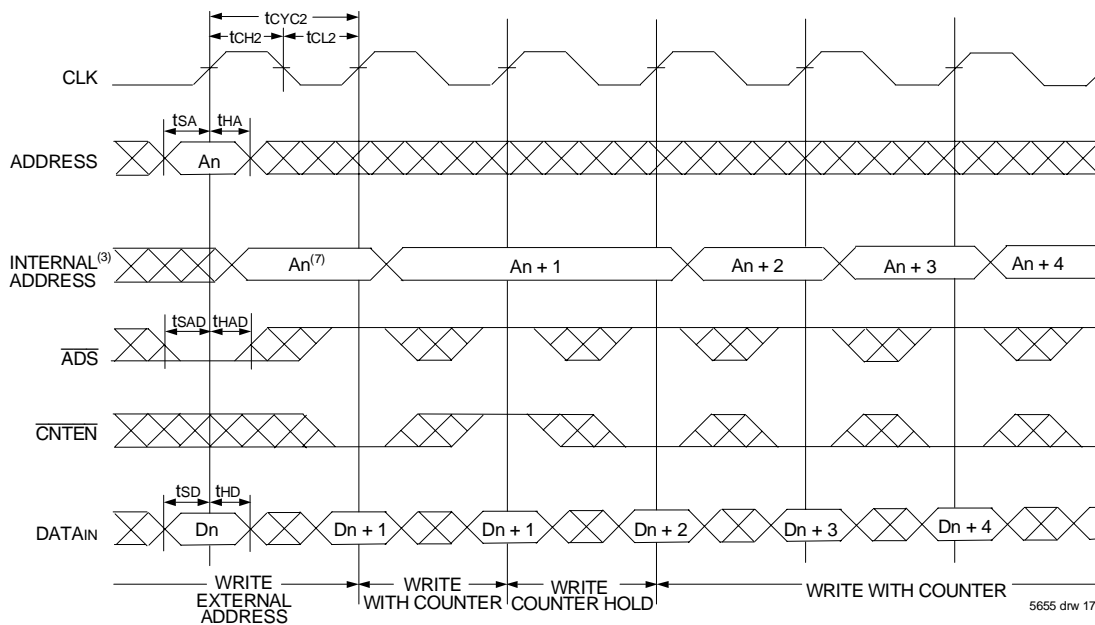 tCYC2
tCH2 tCL2
CLK
tSA tHA
ADDRESS An
INTERNAL(3)
ADDRESS
An(7) An + 1 An + 2 An + 3 An + 4
tSAD tHAD
ADS
CNTEN
tSD tHD
DATAIN Dn Dn + 1 Dn + 1 Dn + 2 Dn + 3 Dn + 4
WRITE
EXTERNAL
ADDRESS
WRITE
WITH COUNTER
WRITE
COUNTER HOLD
WRITE WITH COUNTER
5655 drw 17